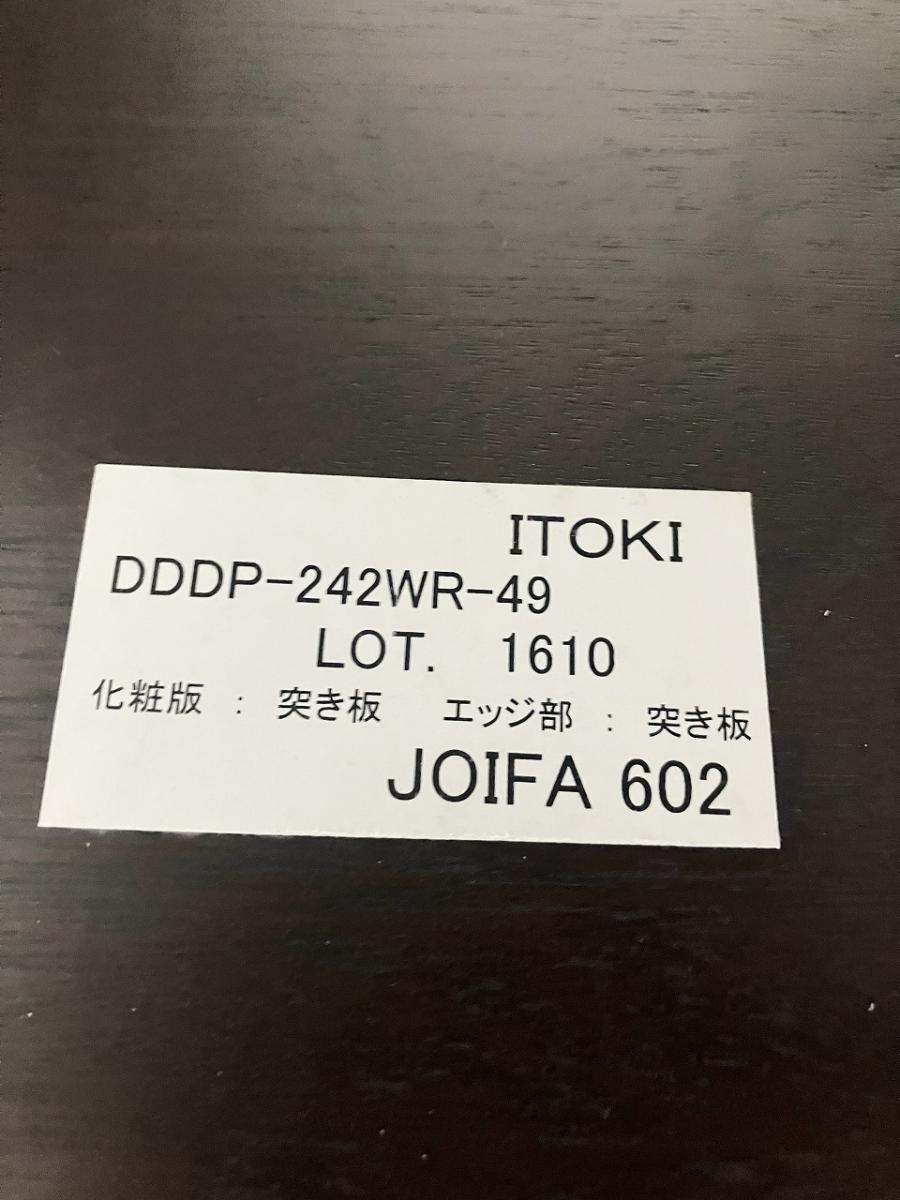 ITOKI
DDDP-242WR-49
LOT. 1610
化粧版 : 突き板 エッジ部 : 突き板
JOIFA 602